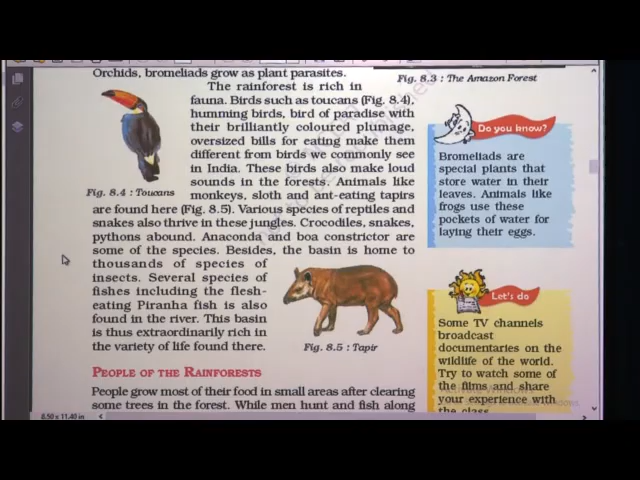 Orchids, bromeliads grow as plant parasites.
The rainforest is rich in
fauna. Birds such as toucans (Fig. 8.4),
humming birds, bird of paradise with
their brilliantly coloured plumage,
oversized bills for eating make them
different from birds we commonly see
in India. These birds also make loud
sounds in the forests. Animals like
monkeys, sloth and ant-eating tapirs
are found here (Fig. 8.5). Various species of reptiles and
snakes also thrive in these jungles. Crocodiles, snakes,
pythons abound. Anaconda and boa constrictor are
some of the species. Besides, the basin is home to
thousands of species of
insects. Several species of
fishes including the flesh-
eating Piranha fish is also
found in the river. This basin
is thus extraordinarily rich in
the variety of life found there.
Fig. 8.4 : Toucans
Fig. 8.5 : Tapir
PEOPLE OF THE RAINFORESTS
People grow most of their food in small areas after clearing
some trees in the forest. While men hunt and fish along
Fig. 8.3 : The Amazon Forest
Do you know?
Bromeliads are
special plants that
store water in their
leaves. Animals like
frogs use these
pockets of water for
laying their eggs.
Let's do
Some TV channels
broadcast
documentaries on the
wildlife of the world.
Try to watch some of
the films and share
your experience with
the class.
8.50 x 11.40 in